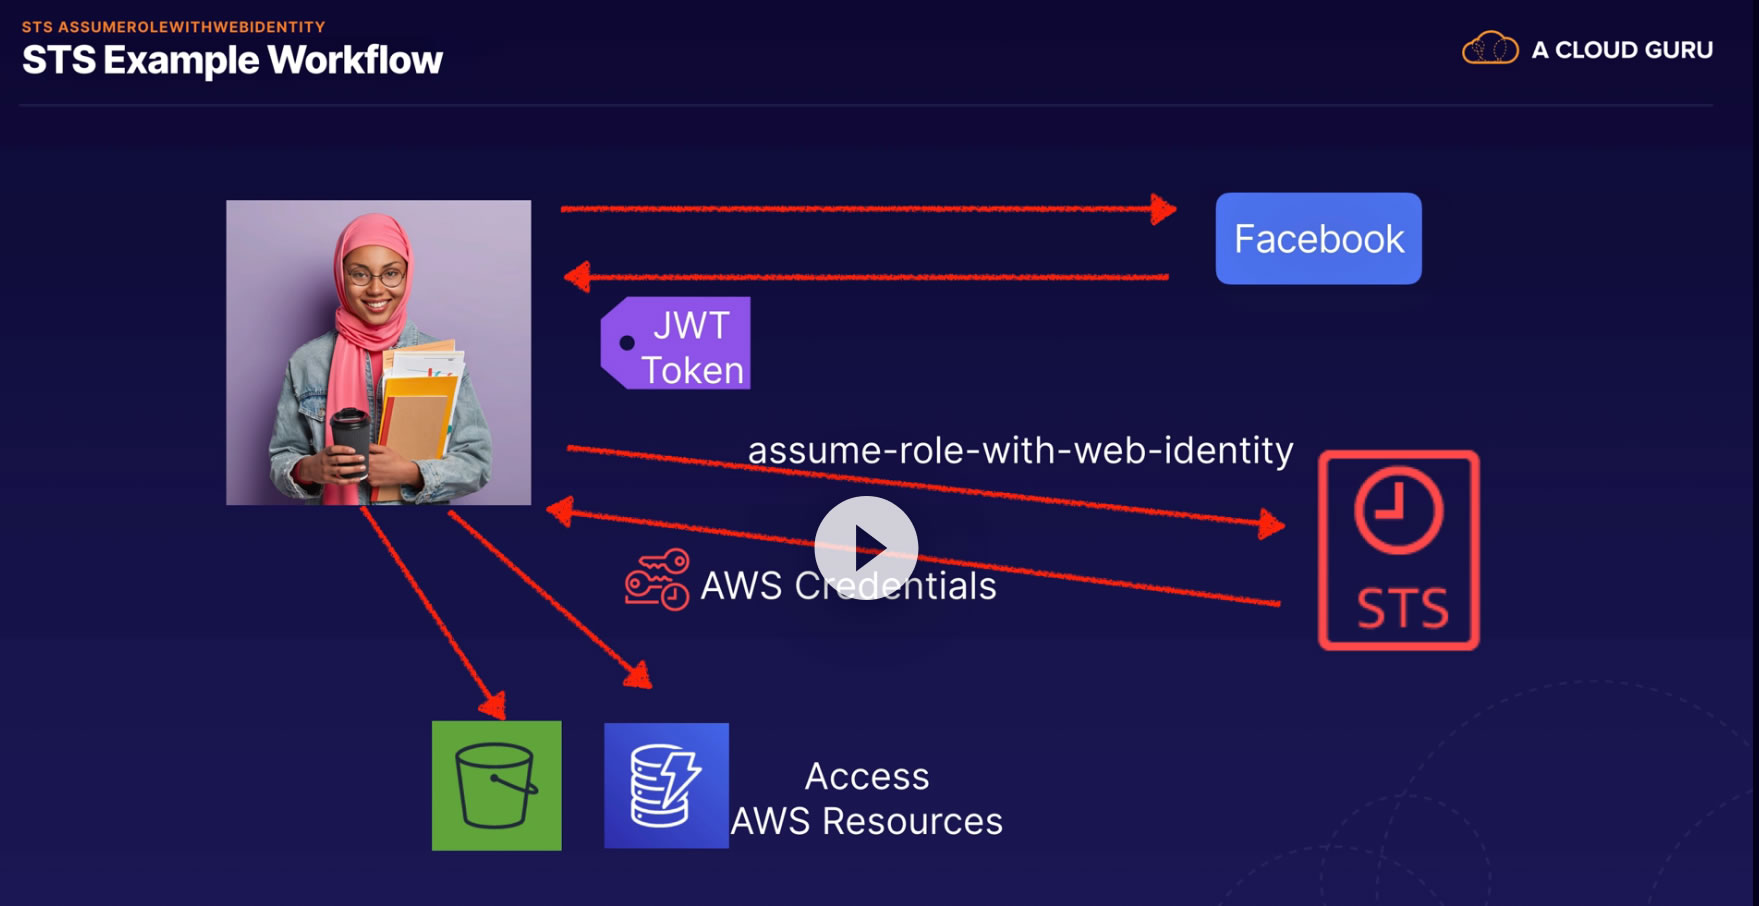 STS ASSUMEROLEWITHWEBIDENTITY
STS Example Workflow
A CLOUD GURU
Facebook
JWT
Token
assume-role-with-web-identity
STS
AWS Credentials
Access
AWS Resources